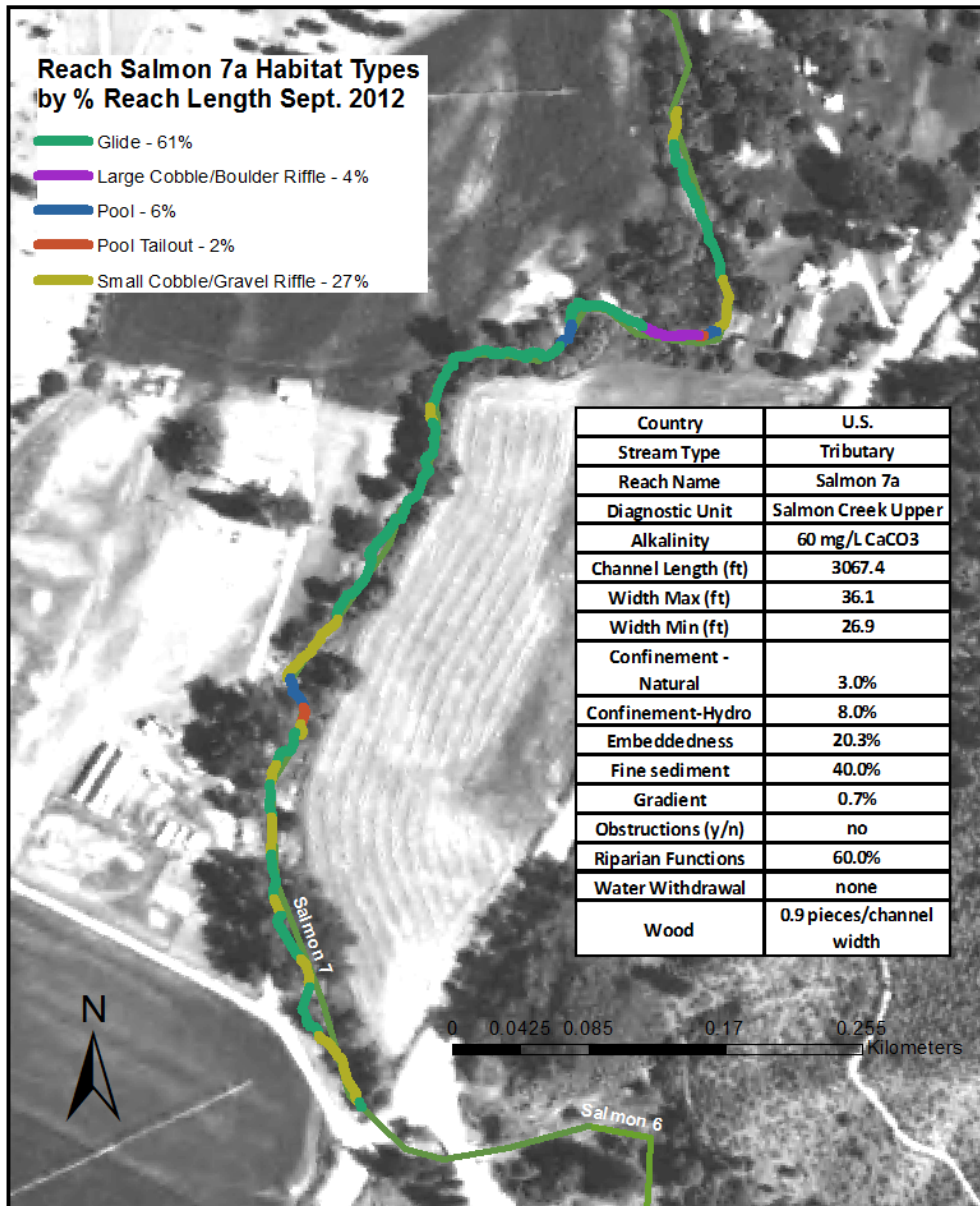 Reach Salmon 7a Habitat Types
by % Reach Length Sept. 2012
Glide - 61%
Large Cobble/Boulder Riffle - 4%
Pool - 6%
Pool Tailout - 2%
Small Cobble/Gravel Riffle - 27%
Country U.S.
Stream Type Tributary
Reach Name Salmon 7a
Diagnostic Unit Salmon Creek Upper
Alkalinity 60 mg/L CaCO3
Channel Length (ft) 3067.4
Width Max (ft) 36.1
Width Min (ft) 26.9
Confinement -
Natural 3.0%
Confinement-Hydro 8.0%
Embeddedness 20.3%
Fine sediment 40.0%
Gradient 0.7%
Obstructions (y/n) no
Riparian Functions 60.0%
Water Withdrawal none
Wood 0.9 pieces/channel
width
Salmon 7
N
0 0.0425 0.085 0.17 0.255
Kilometers
Salmon 6